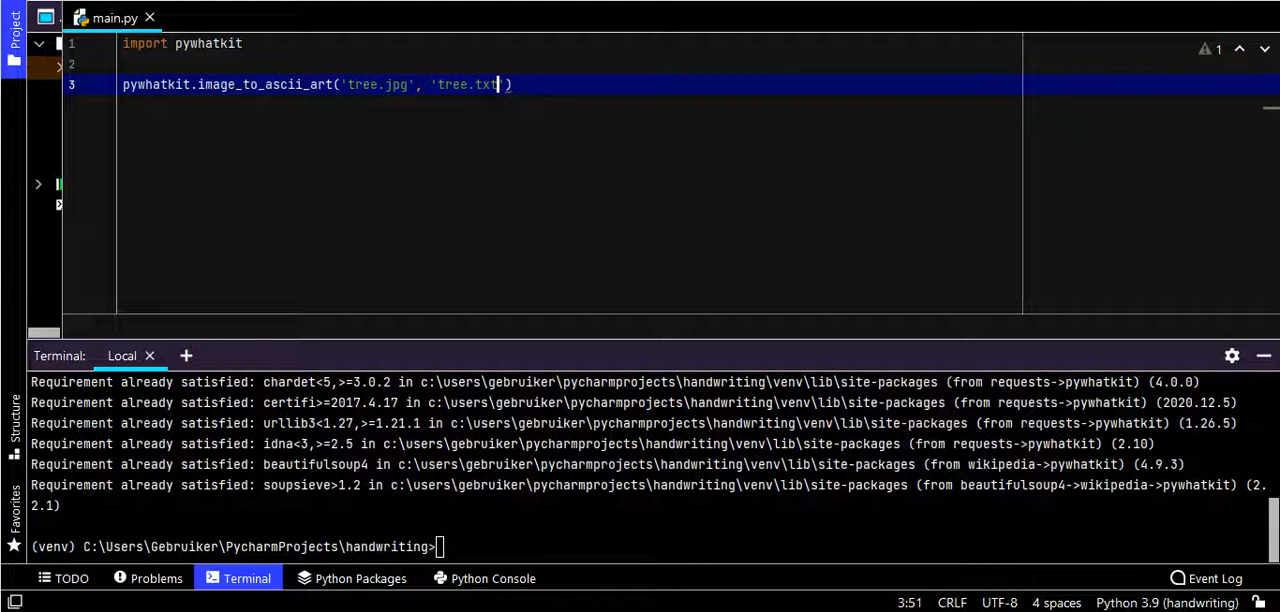 Project
main.py
1 import pywhatkit
1
2
3 pywhatkit.image_to_ascii_art('tree.jpg', 'tree.txt')
Terminal: Local +
Requirement already satisfied: chardet<5,>=3.0.2 in c:\users\gebruiker\pycharmprojects\handwriting\venv\lib\site-packages (from requests->pywhatkit) (4.0.0)
Requirement already satisfied: certifi>=2017.4.17 in c:\users\gebruiker\pycharmprojects\handwriting\venv\lib\site-packages (from requests->pywhatkit) (2020.12.5)
Requirement already satisfied: urllib3<1.27,>=1.21.1 in c:\users\gebruiker\pycharmprojects\handwriting\venv\lib\site-packages (from requests->pywhatkit) (1.26.5)
Requirement already satisfied: idna<3,>=2.5 in c:\users\gebruiker\pycharmprojects\handwriting\venv\lib\site-packages (from requests->pywhatkit) (2.10)
Requirement already satisfied: beautifulsoup4 in c:\users\gebruiker\pycharmprojects\handwriting\venv\lib\site-packages (from wikipedia->pywhatkit) (4.9.3)
Requirement already satisfied: soupsieve>1.2 in c:\users\gebruiker\pycharmprojects\handwriting\venv\lib\site-packages (from beautifulsoup4->wikipedia->pywhatkit) (2.
2.1)
(venv) C:\Users\Gebruiker\PycharmProjects\handwriting>
Structure
Favorites
TODO Problems Terminal Python Packages Python Console Event Log
3:51 CRLF UTF-8 4 spaces Python 3.9 (handwriting)